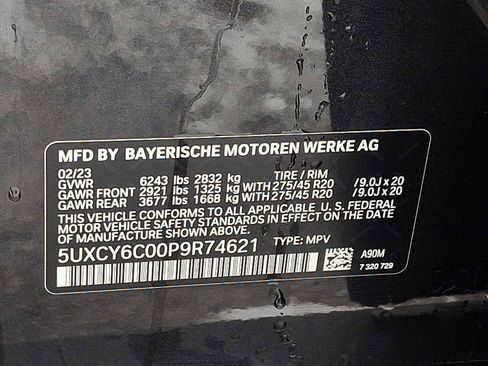 MFD BY BAYERISCHE MOTOREN WERKE AG
02/23 TIRE / RIM
GVWR 6243 lbs 2832 kg
GAWR FRONT 2921 lbs 1325 kg WITH 275/45 R20 /9.0J x 20
GAWR REAR 3677 lbs 1668 kg WITH 275/45 R20 /9.0J x 20
THIS VEHICLE CONFORMS TO ALL APPLICABLE U. S. FEDERAL
MOTOR VEHICLE SAFETY STANDARDS IN EFFECT ON THE DATE
OF MANUFACTURE SHOWN ABOVE.
5UXCY6C00P9R74621 TYPE: MPV
A90M
7 320 729